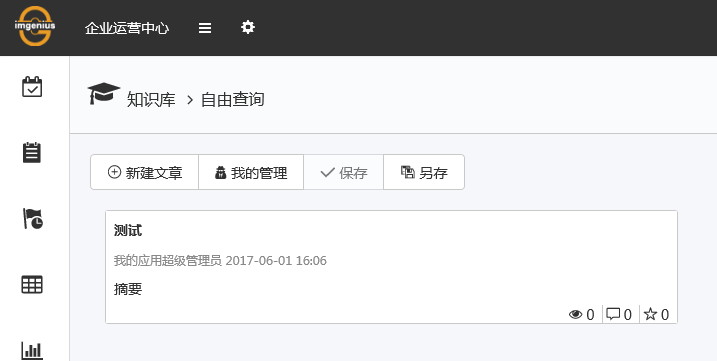 imgenius 企业运营中心
知识库 > 自由查询
新建文章 我的管理 保存 另存
测试
我的应用超级管理员 2017-06-01 16:06
摘要
0 0 0